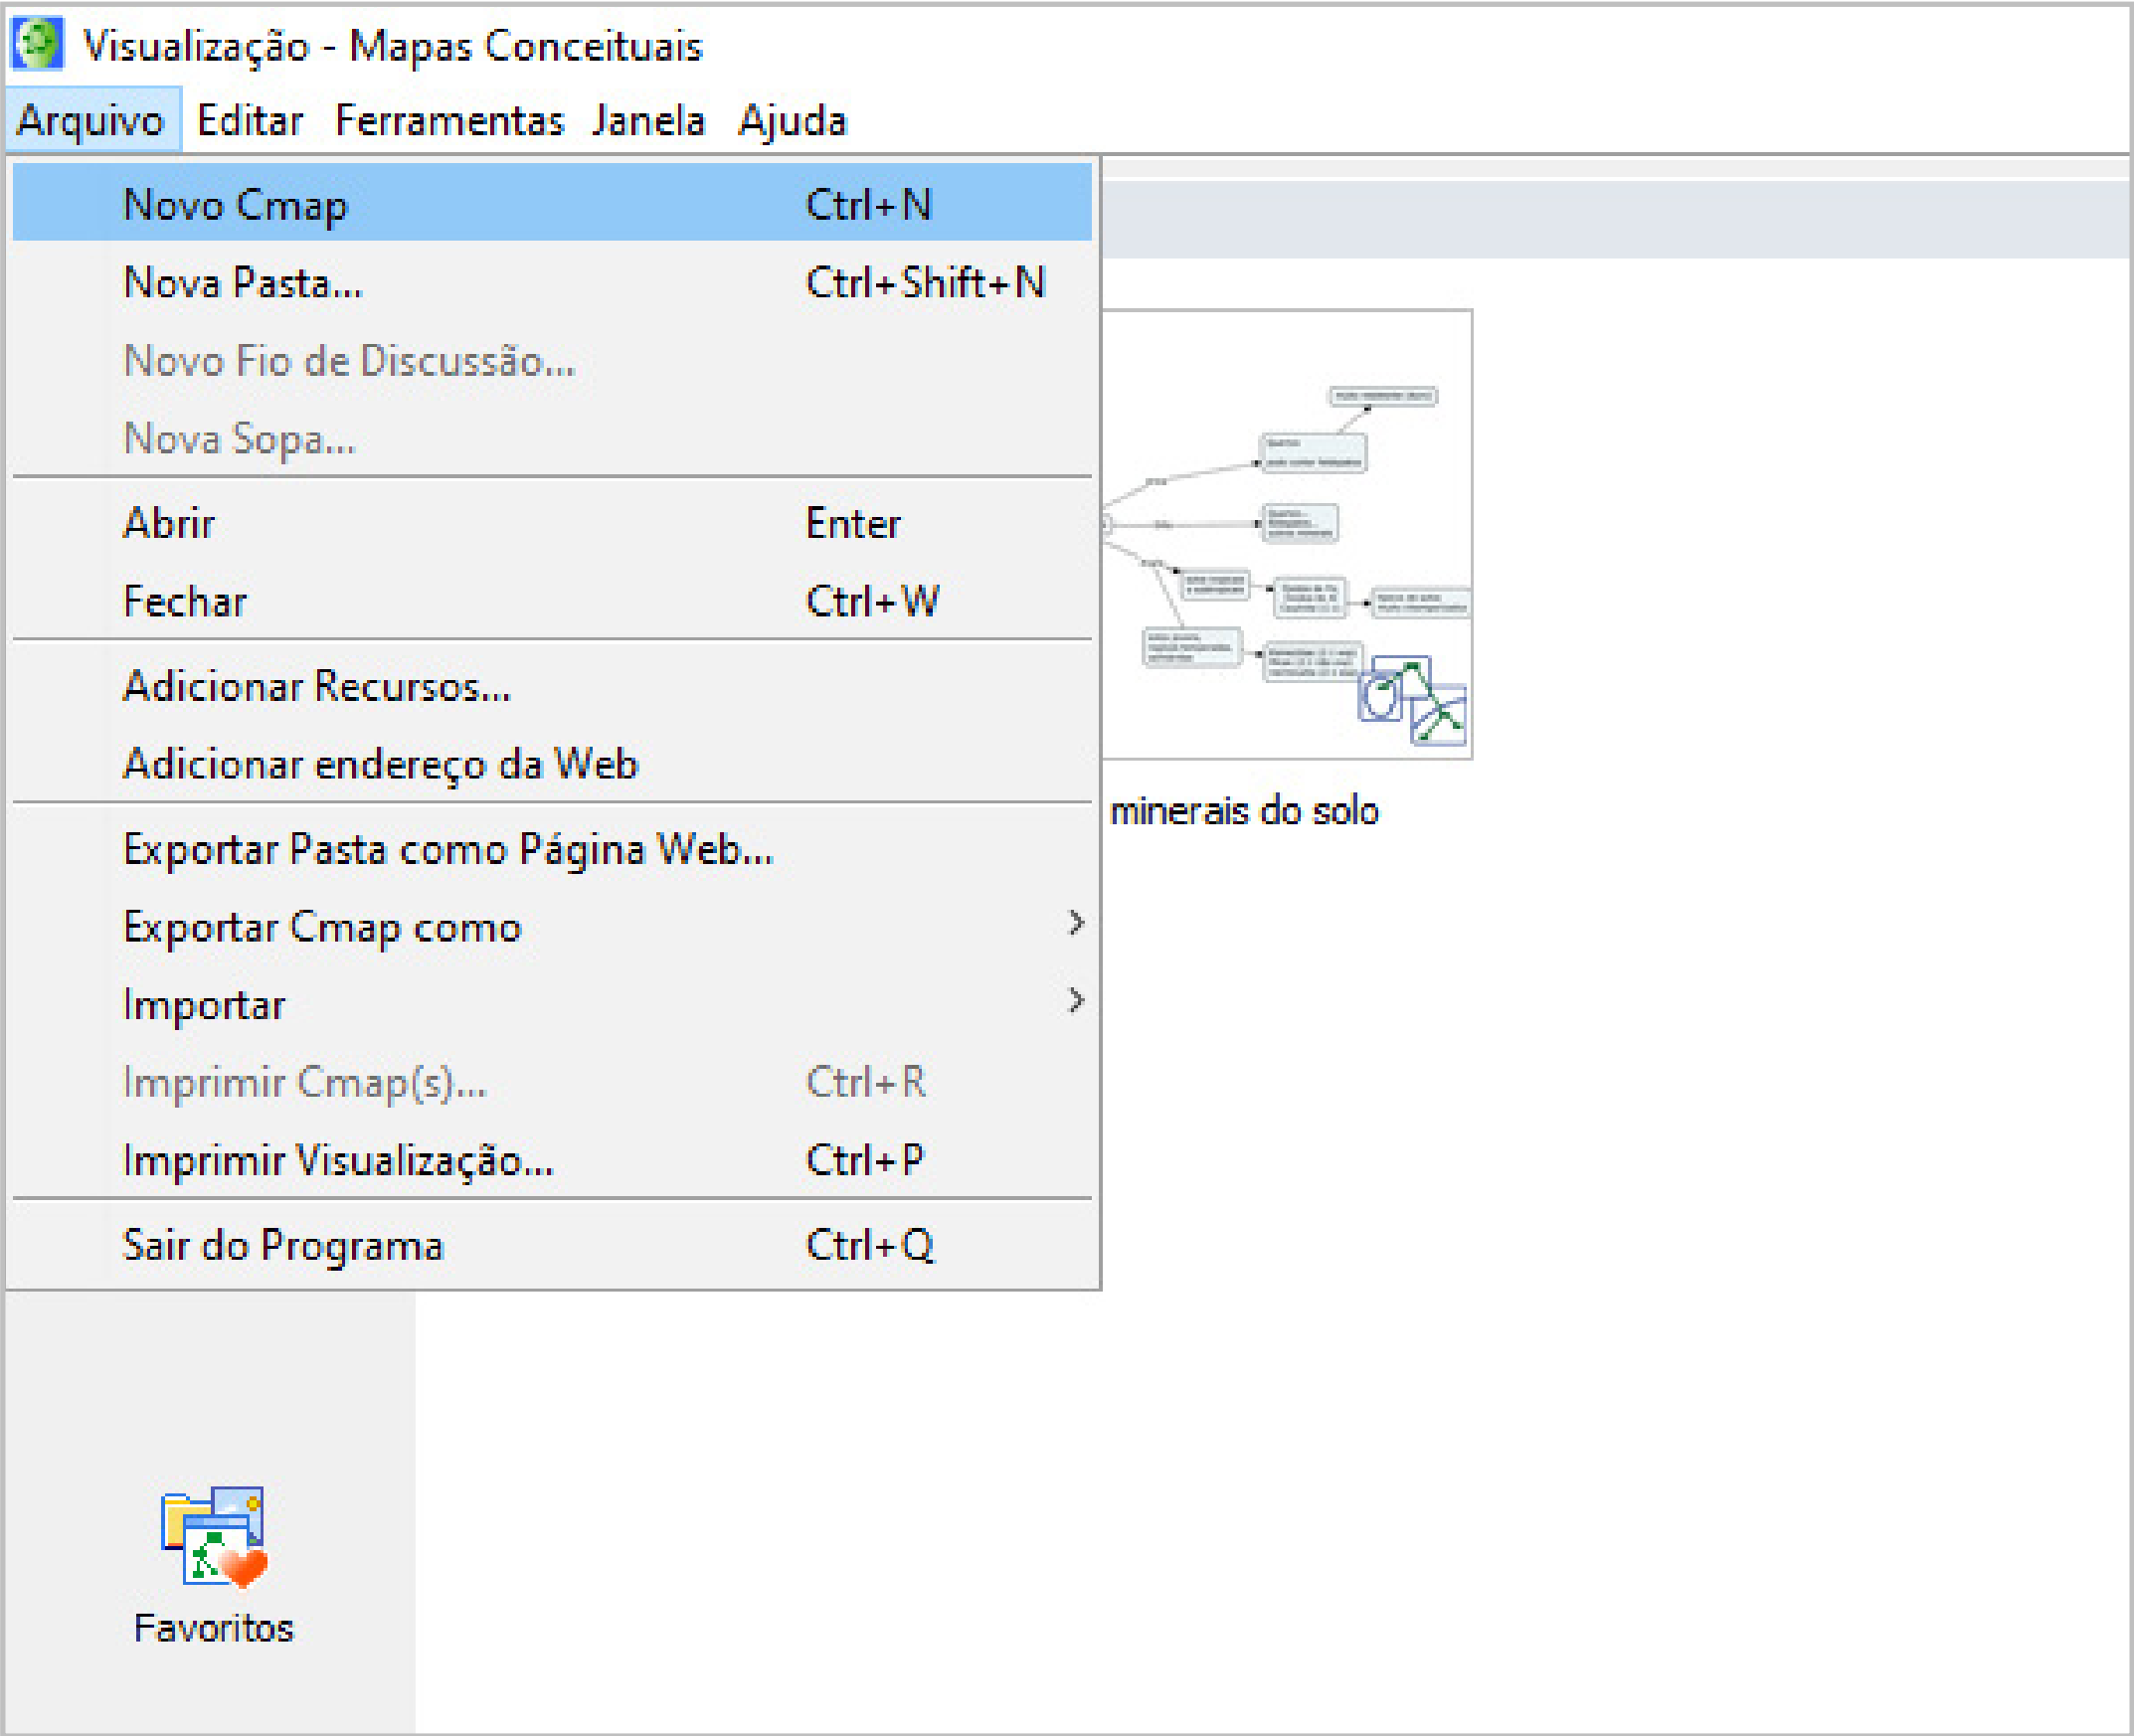 Visualização - Mapas Conceituais
Arquivo Editar Ferramentas Janela Ajuda
Novo Cmap Ctrl+N
Nova Pasta... Ctrl+Shift+N
Novo Fio de Discussão...
Nova Sopa...
Abrir Enter
Fechar Ctrl+W
Adicionar Recursos...
Adicionar endereço da Web
Exportar Pasta como Página Web...
Exportar Cmap como
Importar
Imprimir Cmap(s)... Ctrl+R
Imprimir Visualização... Ctrl+P
Sair do Programa Ctrl+Q
minerais do solo
Favoritos